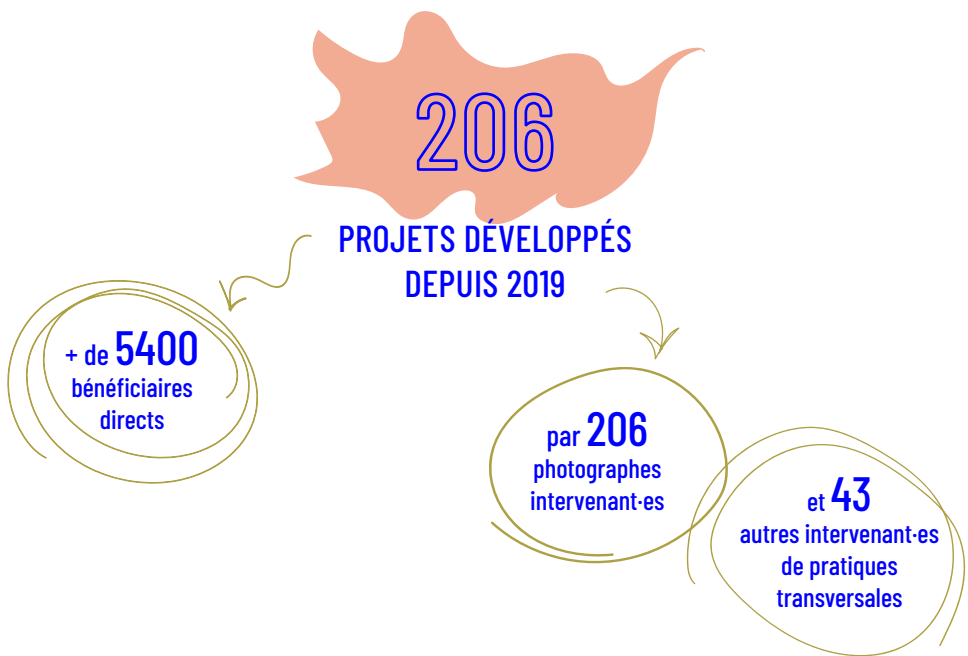 206
PROJETS DÉVELOPPÉS
DEPUIS 2019
+ de 5400
bénéficiaires
directs
par 206
photographes
intervenant·es
et 43
autres intervenant·es
de pratiques
transversales